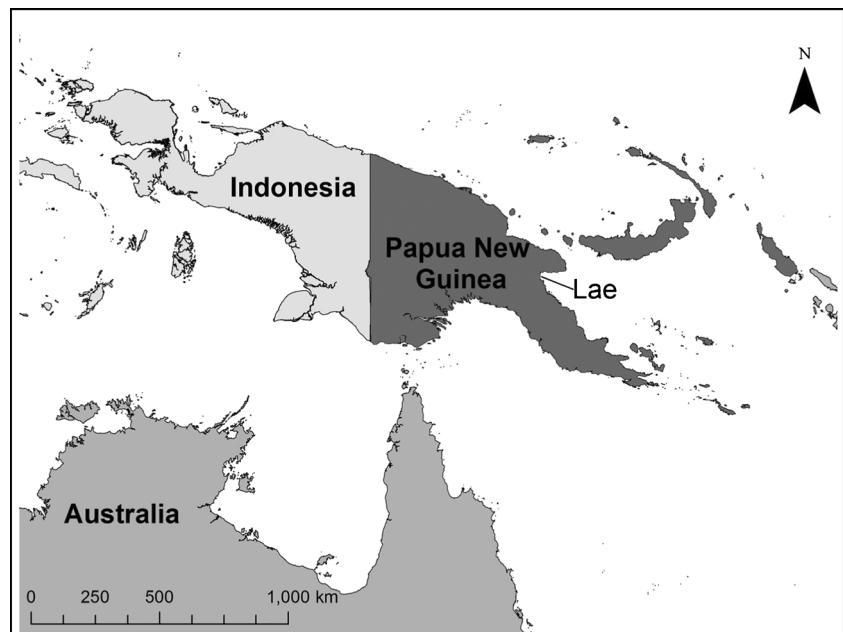 N
Indonesia
Papua New
Guinea
Lae
Australia
0 250 500 1,000 km